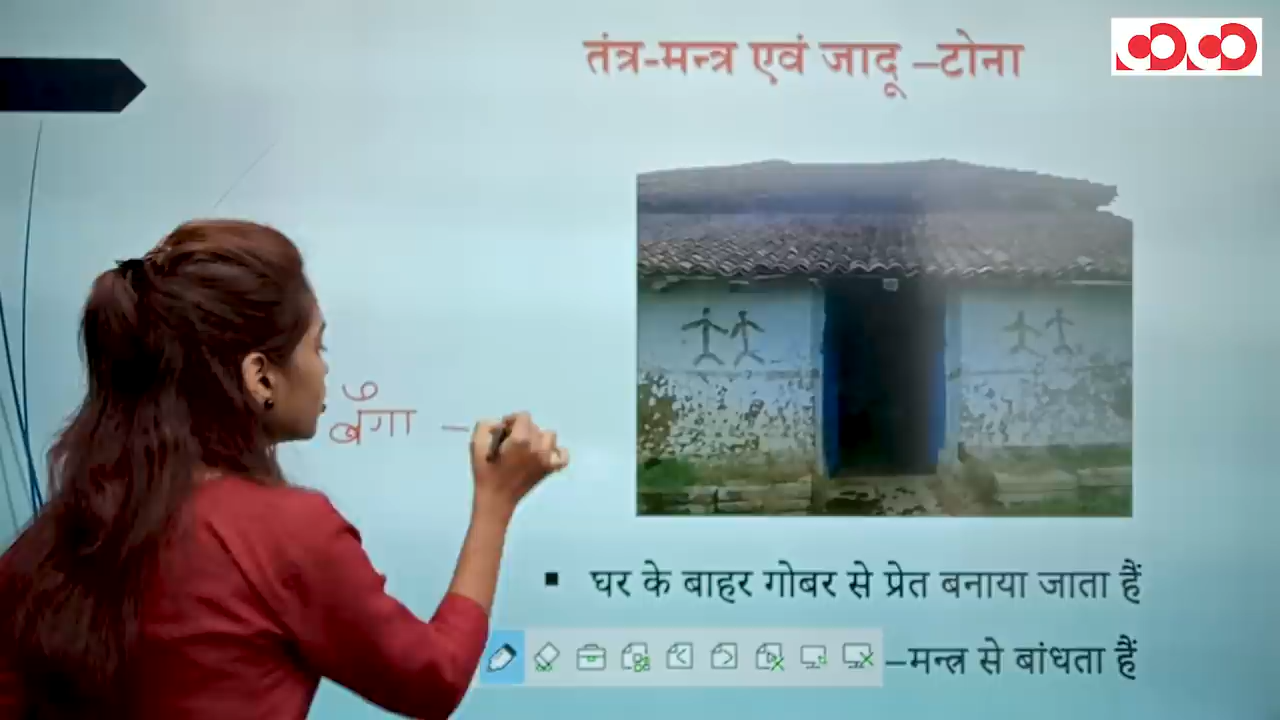 तंत्र-मन्त्र एवं जादू –टोना
▪ घर के बाहर गोबर से प्रेत बनाया जाता हैं
–मन्त्र से बांधता हैं